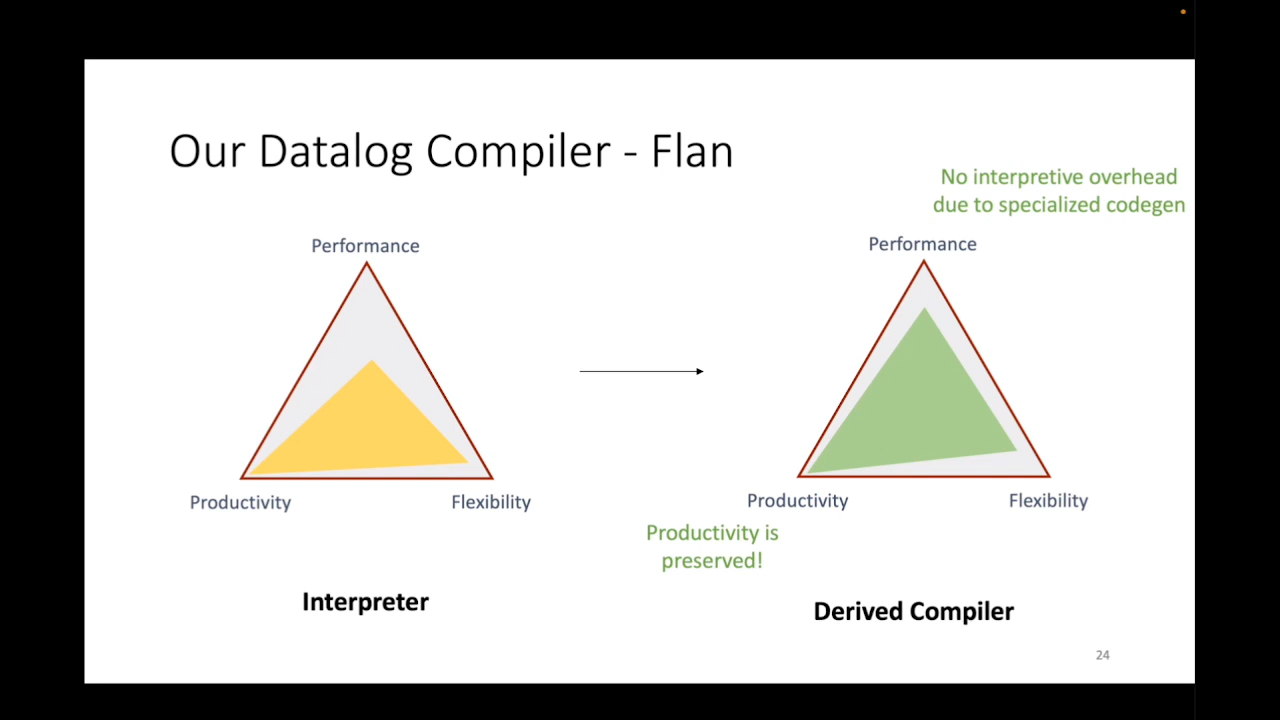 Our Datalog Compiler - Flan
No interpretive overhead
due to specialized codegen
Performance
Productivity
Flexibility
Interpreter
Performance
Productivity
Flexibility
Productivity is
preserved!
Derived Compiler
24